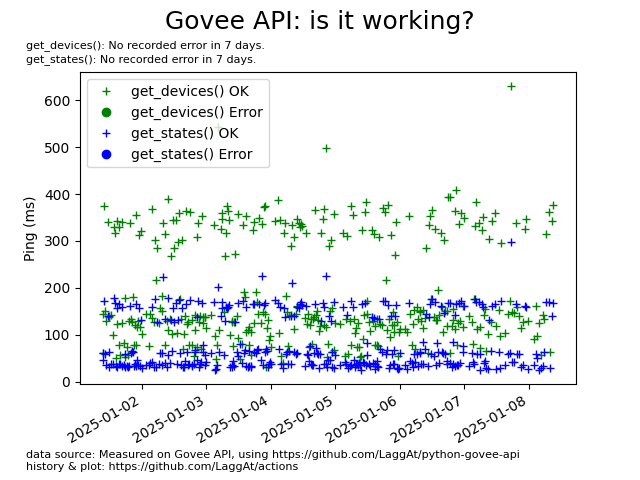 Govee API: is it working?
get_devices(): No recorded error in 7 days.
get_states(): No recorded error in 7 days.
get_devices() OK
get_devices() Error
get_states() OK
get_states() Error
Ping (ms)
600
500
400
300
200
100
0
2025-01-02
2025-01-03
2025-01-04
2025-01-05
2025-01-06
2025-01-07
2025-01-08
data source: Measured on Govee API, using https://github.com/LaggAt/python-govee-api
history & plot: https://github.com/LaggAt/actions